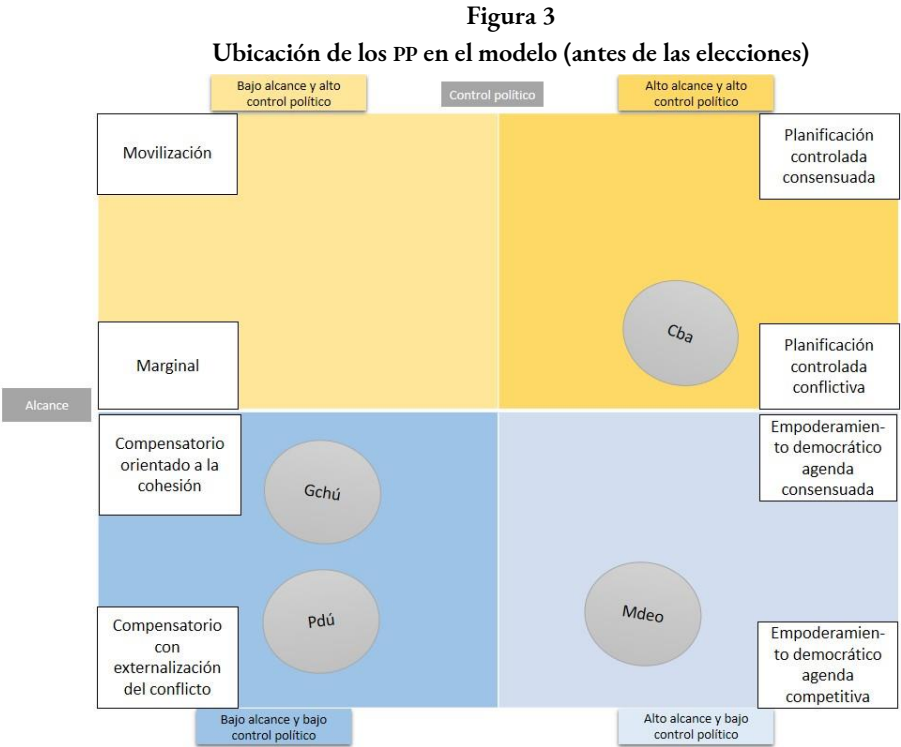 Figura 3
Ubicación de los PP en el modelo (antes de las elecciones)
Bajo alcance y alto
control político
Control político
Alto alcance y alto
control político
Movilización
Planificación
controlada
consensuada
Cba
Marginal
Planificación
controlada
conflictiva
Alcance
Compensatorio
orientado a la
cohesión
Gchú
Empoderamien-
to democrático
agenda
consensuada
Pdú
Mdeo
Compensatorio
con
externalización
del conflicto
Empoderamien-
to democrático
agenda
competitiva
Bajo alcance y bajo
control político
Alto alcance y bajo
control político